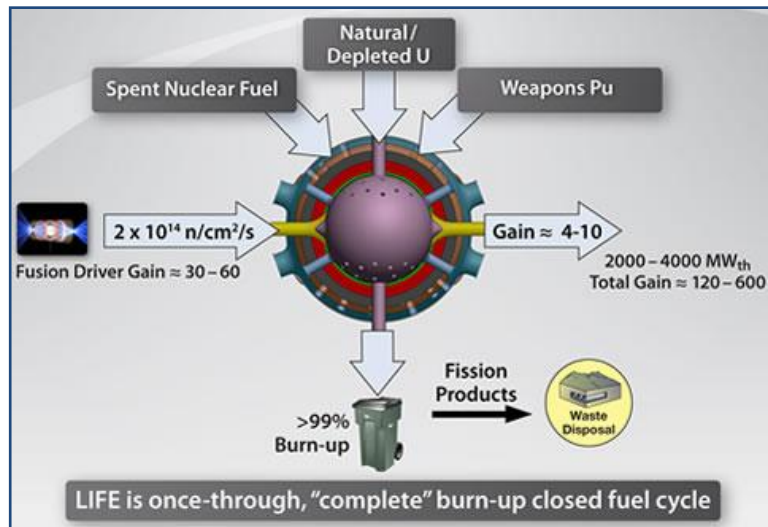 Natural/
Depleted U
Spent Nuclear Fuel
Weapons Pu
2 x 10¹⁴ n/cm²/s
Gain ≈ 4-10
Fusion Driver Gain ≈ 30–60
2000–4000 MWth
Total Gain ≈ 120–600
>99%
Burn-up
Fission
Products
Waste
Disposal
LIFE is once-through, “complete” burn-up closed fuel cycle